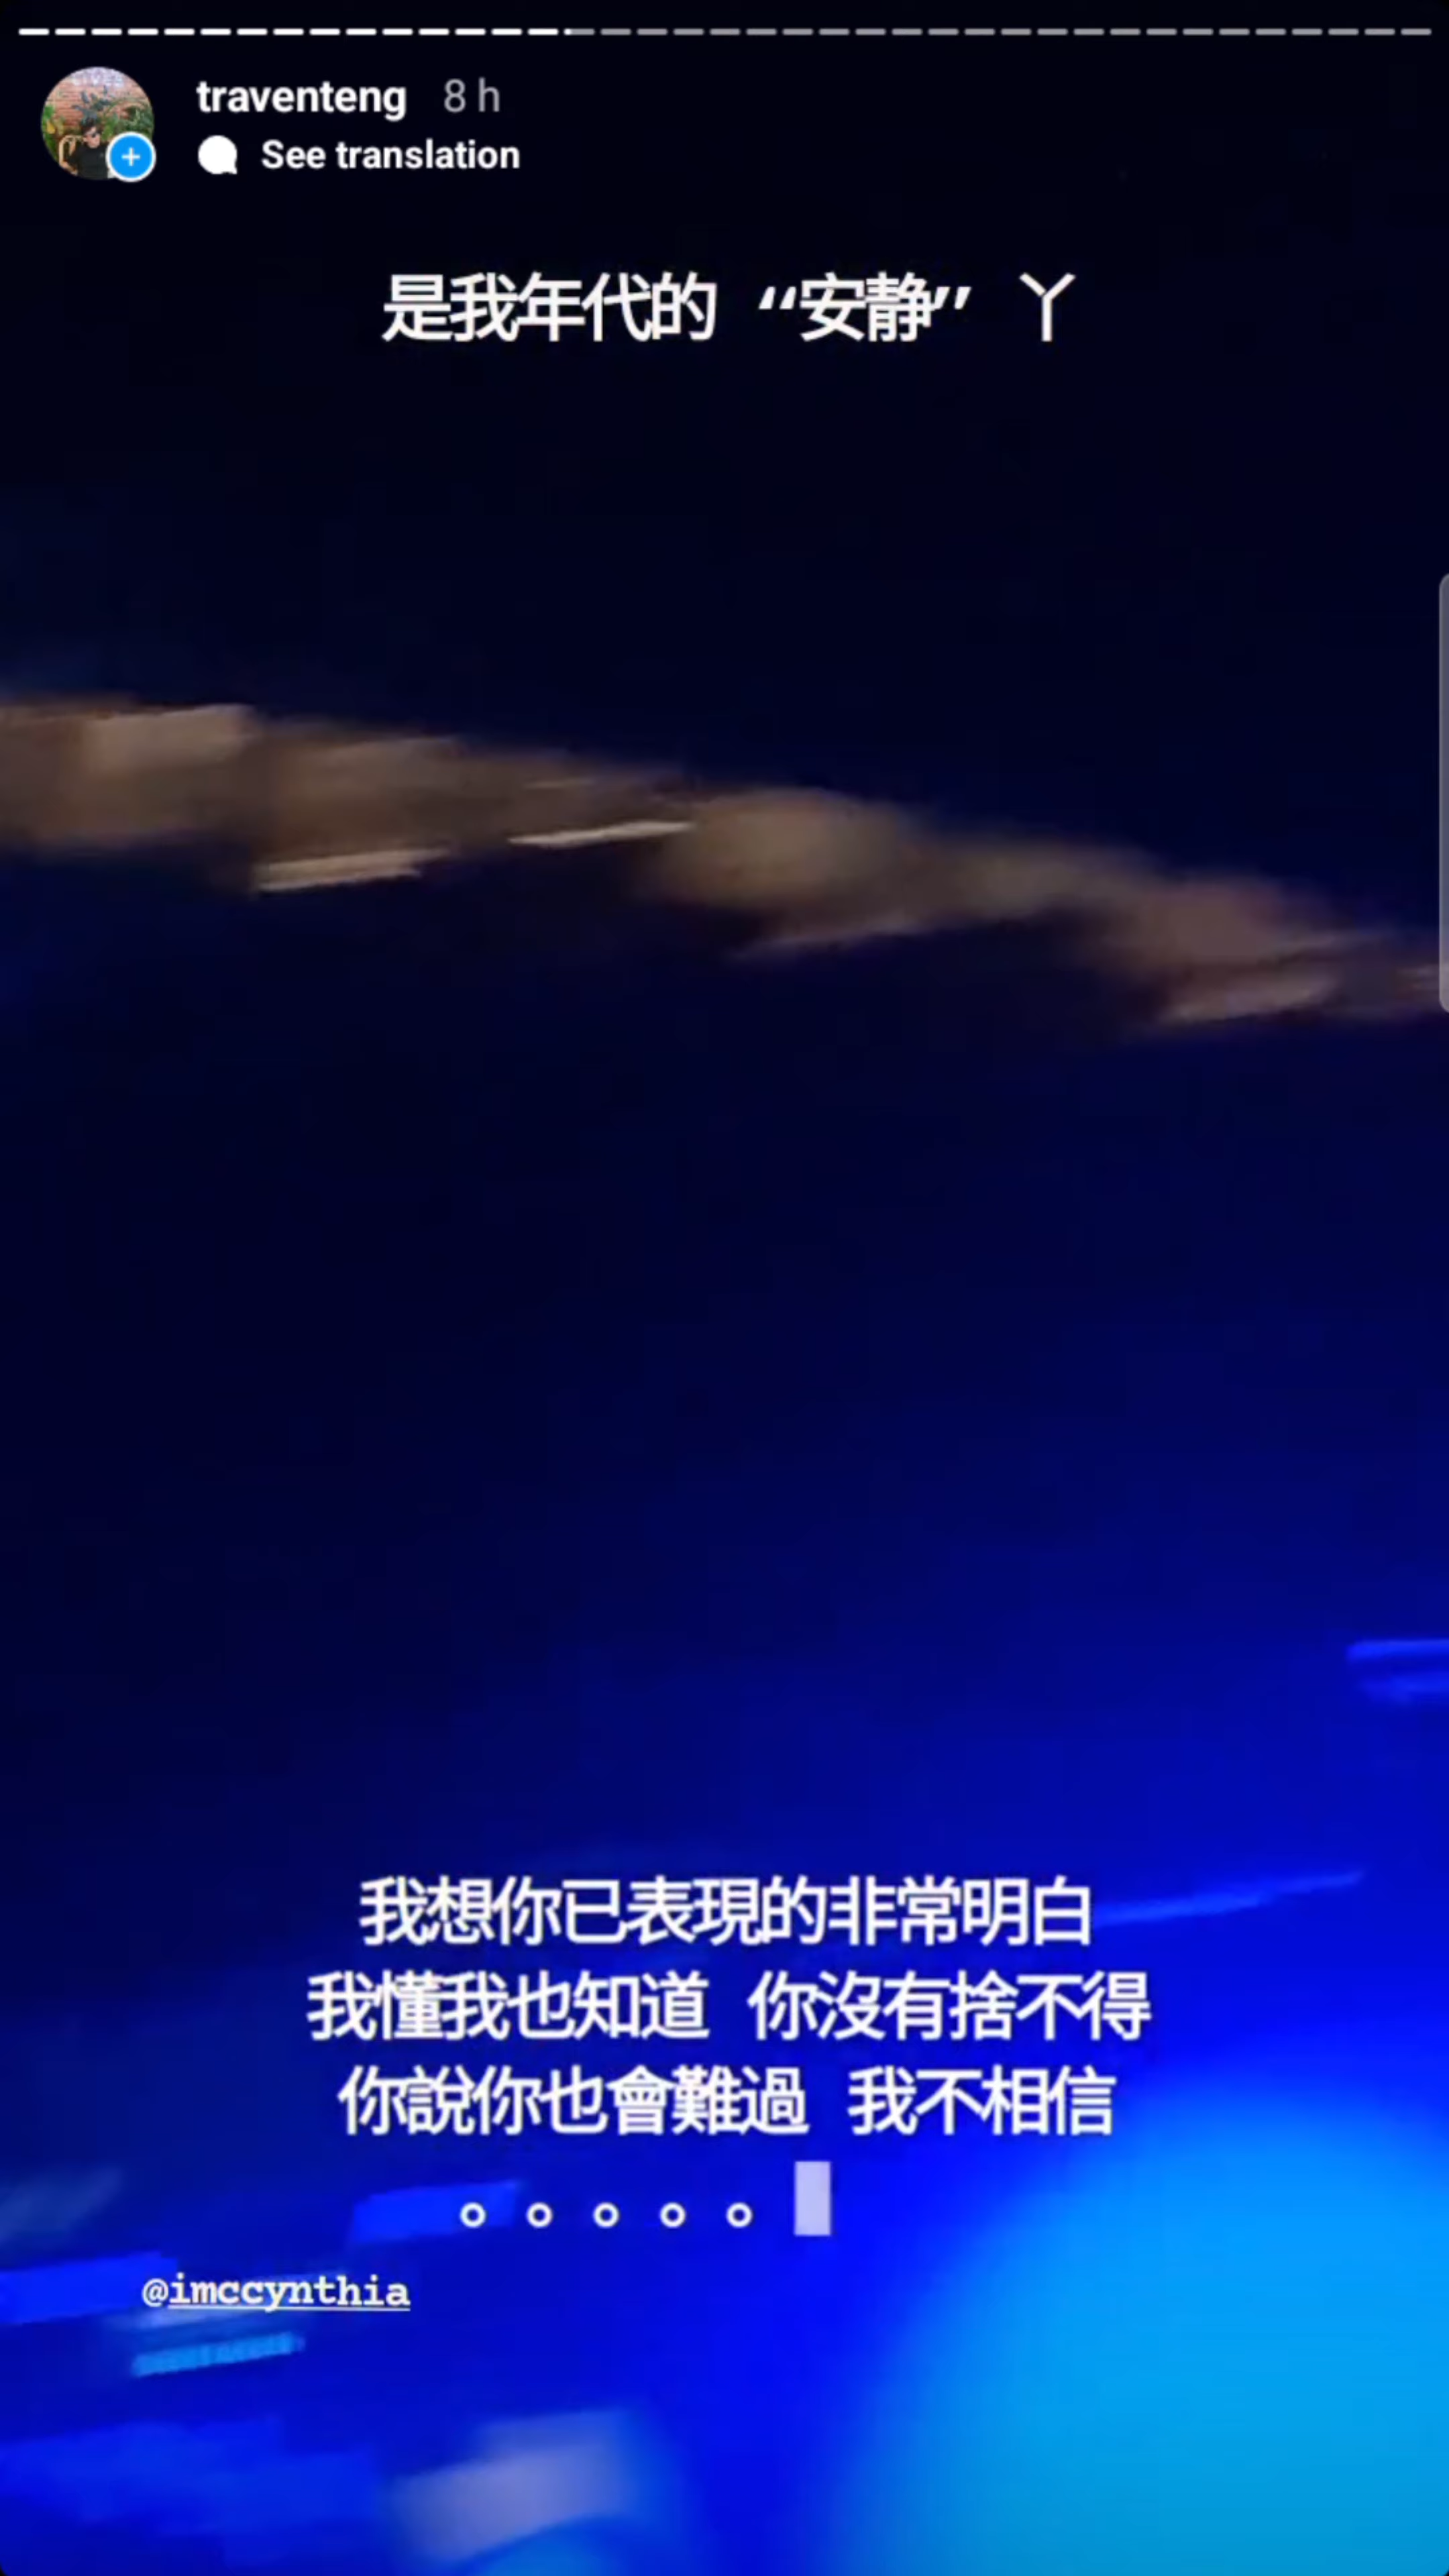 traventeng 8 h
See translation
是我年代的 “安静” 丫
我想你已表現的非常明白
我懂我也知道 你沒有捨不得
你說你也會難過 我不相信
。。。。。
@imccynthia